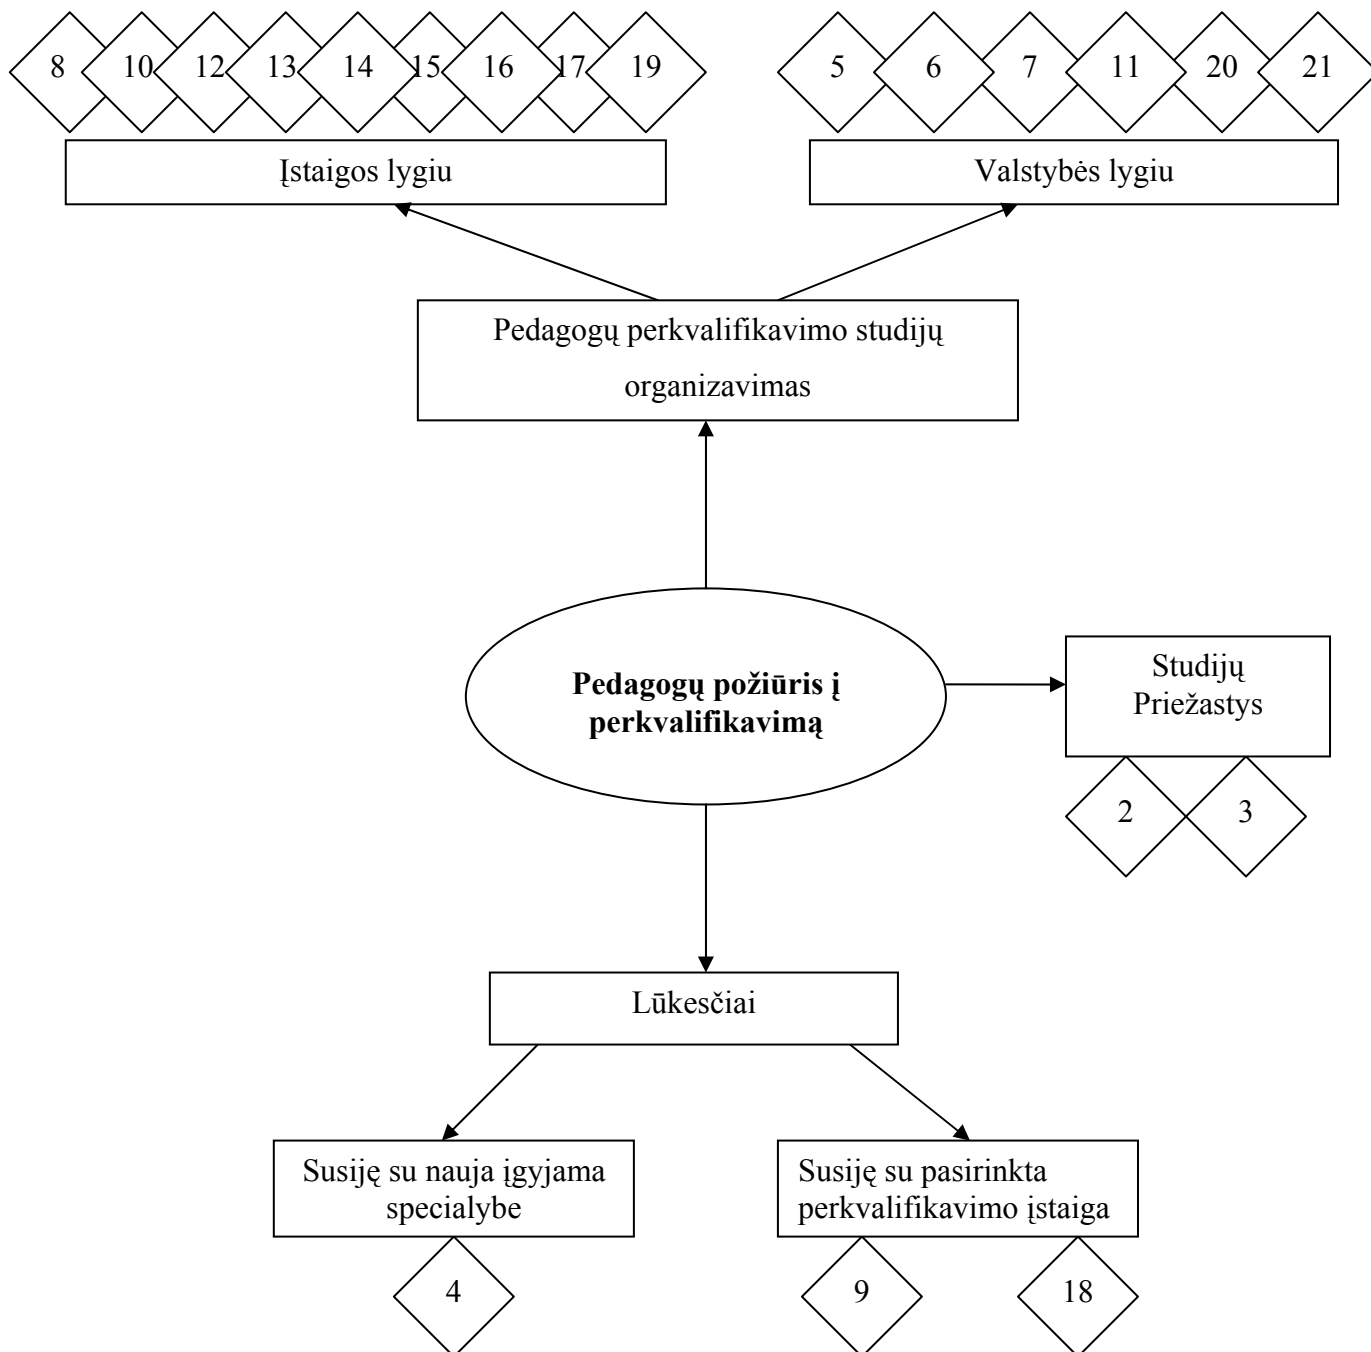 8 10 12 13 14 15 16 17 19
5 6 7 11 20 21
Įstaigos lygiu
Valstybės lygiu
Pedagogų perkvalifikavimo studijų
organizavimas
Pedagogų požiūris į
perkvalifikavimą
Studijų
Priežastys
2 3
Lūkesčiai
Susiję su nauja įgyjama
specialybe
Susiję su pasirinkta
perkvalifikavimo įstaiga
4
9 18